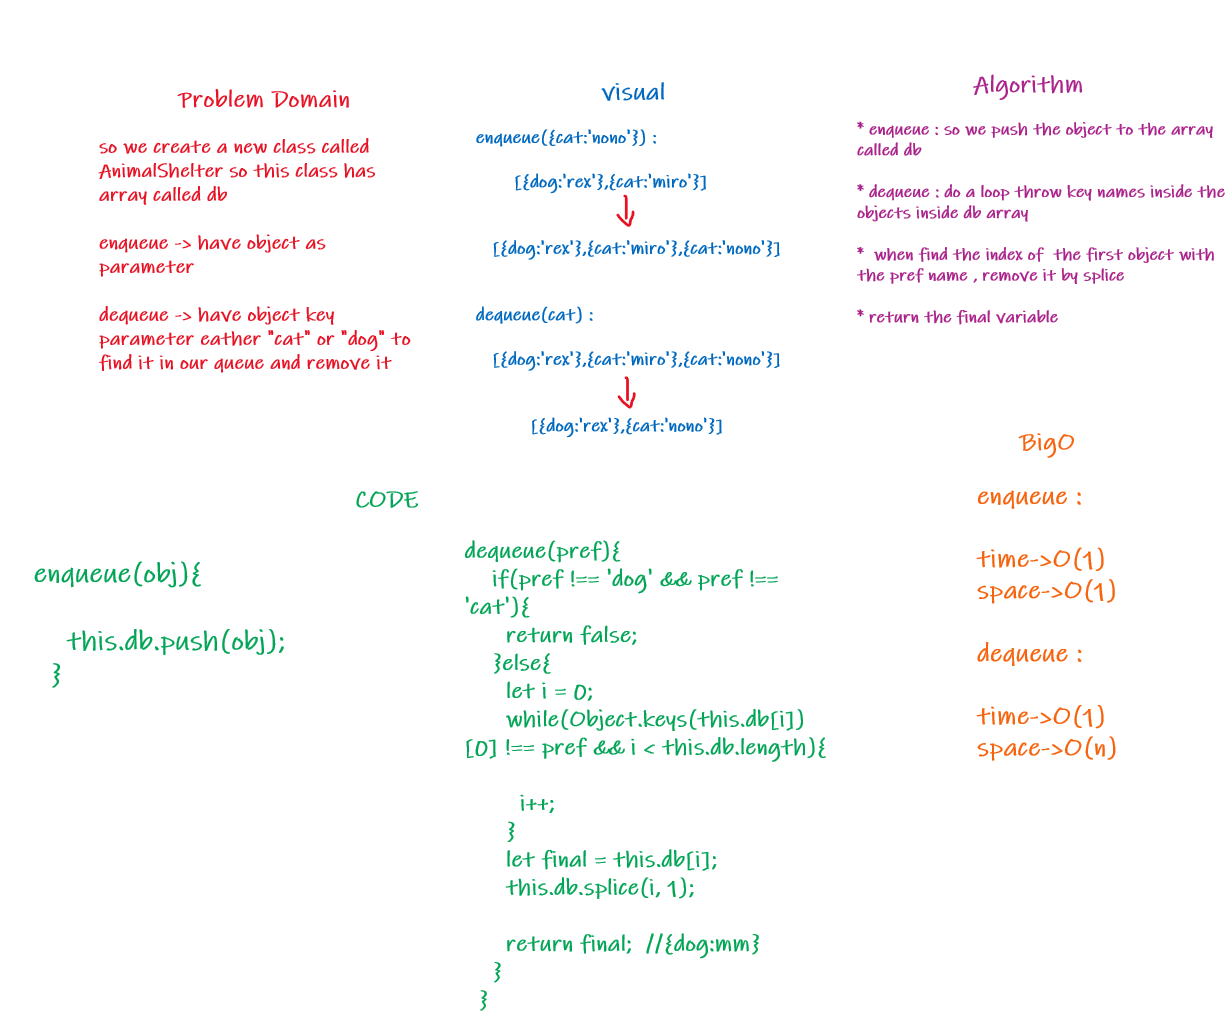 Problem Domain
so we create a new class called
AnimalShelter so this class has
array called db
enqueue -> have object as
parameter
dequeue -> have object key
parameter eather "cat" or "dog" to
find it in our queue and remove it
visual
enqueue({cat:'nono'}) :
[{dog:'rex'},{cat:'miro'}]
[{dog:'rex'},{cat:'miro'},{cat:'nono'}]
dequeue(cat) :
[{dog:'rex'},{cat:'miro'},{cat:'nono'}]
[{dog:'rex'},{cat:'nono'}]
Algorithm
* enqueue : so we push the object to the array
called db
* dequeue : do a loop throw key names inside the
objects inside db array
* when find the index of the first object with
the pref name , remove it by splice
* return the final variable
CODE
enqueue(obj){
this.db.push(obj);
}
dequeue(pref){
if(pref !== 'dog' && pref !==
'cat'){
return false;
}else{
let i = 0;
while(Object.keys(this.db[i])
[0] !== pref && i < this.db.length){
i++;
}
let final = this.db[i];
this.db.splice(i, 1);
return final; //{dog:mm}
}
}
BigO
enqueue :
time->O(1)
space->O(1)
dequeue :
time->O(1)
space->O(n)